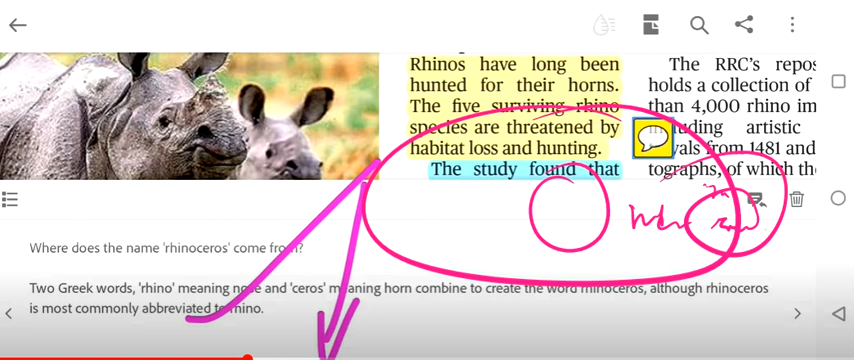 Rhinos have long been
hunted for their horns.
The five surviving rhino
species are threatened by
habitat loss and hunting.
The study found that
The RRC's repos
holds a collection of
than 4,000 rhino im
luding artistic
vals from 1481 and
tographs, of which the
Where does the name 'rhinoceros' come from?
Two Greek words, 'rhino' meaning nose and 'ceros' meaning horn combine to create the word rhinoceros, although rhinoceros
is most commonly abbreviated to rhino.